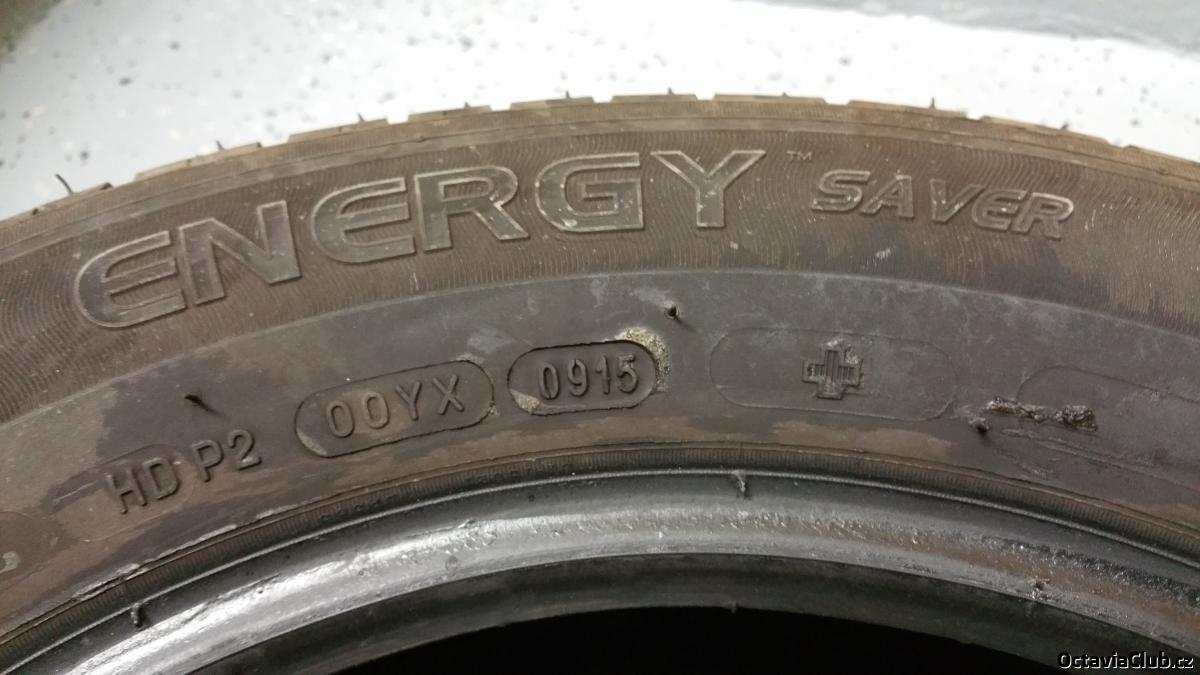 ENERGY™ SAVER
HD P2 00YX 0915
OctaviaClub.cz